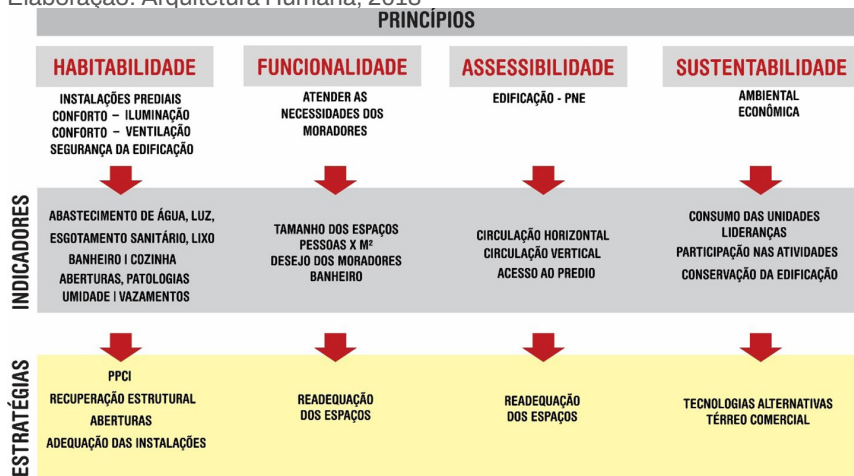 Elaboração: Arquitetura Humana, 2018
PRINCÍPIOS
HABITABILIDADE
INSTALAÇÕES PREDIAIS
CONFORTO – ILUMINAÇÃO
CONFORTO – VENTILAÇÃO
SEGURANÇA DA EDIFICAÇÃO
FUNCIONALIDADE
ATENDER AS
NECESSIDADES DOS
MORADORES
ASSESSIBILIDADE
EDIFICAÇÃO - PNE
SUSTENTABILIDADE
AMBIENTAL
ECONÔMICA
INDICADORES
ABASTECIMENTO DE ÁGUA, LUZ,
ESGOTAMENTO SANITÁRIO, LIXO
BANHEIRO I COZINHA
ABERTURAS, PATOLOGIAS
UMIDADE I VAZAMENTOS
TAMANHO DOS ESPAÇOS
PESSOAS X M²
DESEJO DOS MORADORES
BANHEIRO
CIRCULAÇÃO HORIZONTAL
CIRCULAÇÃO VERTICAL
ACESSO AO PREDIO
CONSUMO DAS UNIDADES
LIDERANÇAS
PARTICIPAÇÃO NAS ATIVIDADES
CONSERVAÇÃO DA EDIFICAÇÃO
ESTRATÉGIAS
PPCI
RECUPERAÇÃO ESTRUTURAL
ABERTURAS
ADEQUAÇÃO DAS INSTALAÇÕES
READEQUAÇÃO
DOS ESPAÇOS
READEQUAÇÃO
DOS ESPAÇOS
TECNOLOGIAS ALTERNATIVAS
TÉRREO COMERCIAL